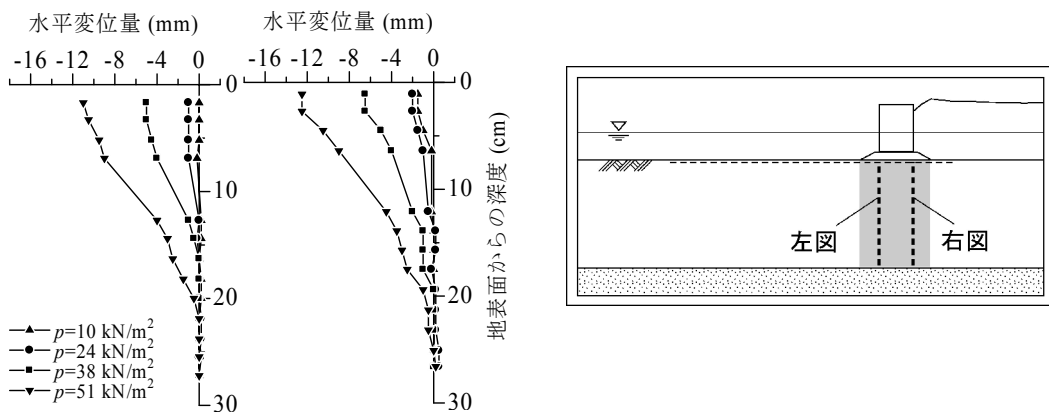 水平変位量 (mm)
-16 -12 -8 -4 0
0
10
20
30
p=10 kN/m²
p=24 kN/m²
p=38 kN/m²
p=51 kN/m²
水平変位量 (mm)
-16 -12 -8 -4 0
0
10
20
30
地表面からの深度 (cm)
左図
右図